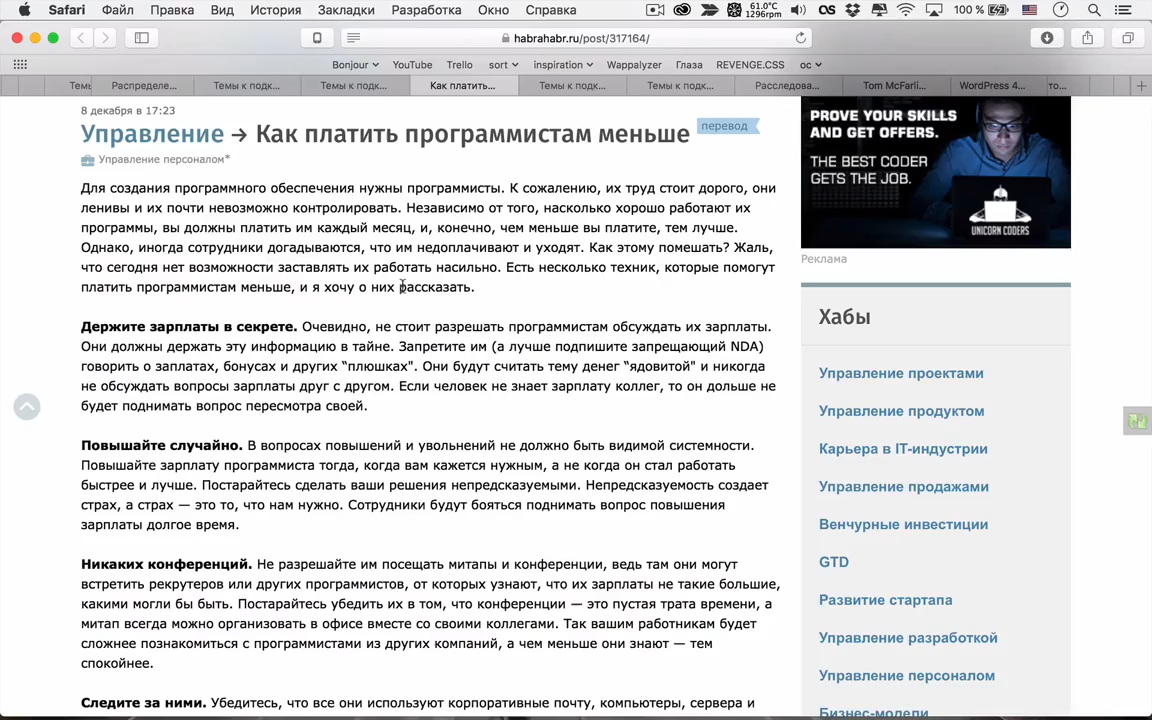 Safari Файл Правка Вид История Закладки Разработка Окно Справка 61.0°C 1296rpm 100 %
habrahabr.ru/post/317164/
Bonjour YouTube Trello sort inspiration Wappalyzer Глаза REVENGE.CSS ос
Темы Распределе... Темы к подк... Темы к подк... Как платить... Темы к подк... Темы к подк... Расследова... Tom McFarli... WordPress 4... то...
8 декабря в 17:23
Управление → Как платить программистам меньше перевод
Управление персоналом*
Для создания программного обеспечения нужны программисты. К сожалению, их труд стоит дорого, они
ленивы и их почти невозможно контролировать. Независимо от того, насколько хорошо работают их
программы, вы должны платить им каждый месяц, и, конечно, чем меньше вы платите, тем лучше.
Однако, иногда сотрудники догадываются, что им недоплачивают и уходят. Как этому помешать? Жаль,
что сегодня нет возможности заставлять их работать насильно. Есть несколько техник, которые помогут
платить программистам меньше, и я хочу о них рассказать.
Держите зарплаты в секрете. Очевидно, не стоит разрешать программистам обсуждать их зарплаты.
Они должны держать эту информацию в тайне. Запретите им (а лучше подпишите запрещающий NDA)
говорить о заплатах, бонусах и других “плюшках". Они будут считать тему денег “ядовитой” и никогда
не обсуждать вопросы зарплаты друг с другом. Если человек не знает зарплату коллег, то он дольше не
будет поднимать вопрос пересмотра своей.
Повышайте случайно. В вопросах повышений и увольнений не должно быть видимой системности.
Повышайте зарплату программиста тогда, когда вам кажется нужным, а не когда он стал работать
быстрее и лучше. Постарайтесь сделать ваши решения непредсказуемыми. Непредсказуемость создает
страх, а страх — это то, что нам нужно. Сотрудники будут бояться поднимать вопрос повышения
зарплаты долгое время.
Никаких конференций. Не разрешайте им посещать митапы и конференции, ведь там они могут
встретить рекрутеров или других программистов, от которых узнают, что их зарплаты не такие большие,
какими могли бы быть. Постарайтесь убедить их в том, что конференции — это пустая трата времени, а
митап всегда можно организовать в офисе вместе со своими коллегами. Так вашим работникам будет
сложнее познакомиться с программистами из других компаний, а чем меньше они знают — тем
спокойнее.
Следите за ними. Убедитесь, что все они используют корпоративные почту, компьютеры, сервера и
PROVE YOUR SKILLS
AND GET OFFERS.
THE BEST CODER
GETS THE JOB.
UNICORN CODERS
Реклама
Хабы
Управление проектами
Управление продуктом
Карьера в IT-индустрии
Управление продажами
Венчурные инвестиции
GTD
Развитие стартапа
Управление разработкой
Управление персоналом
Бизнес-модели